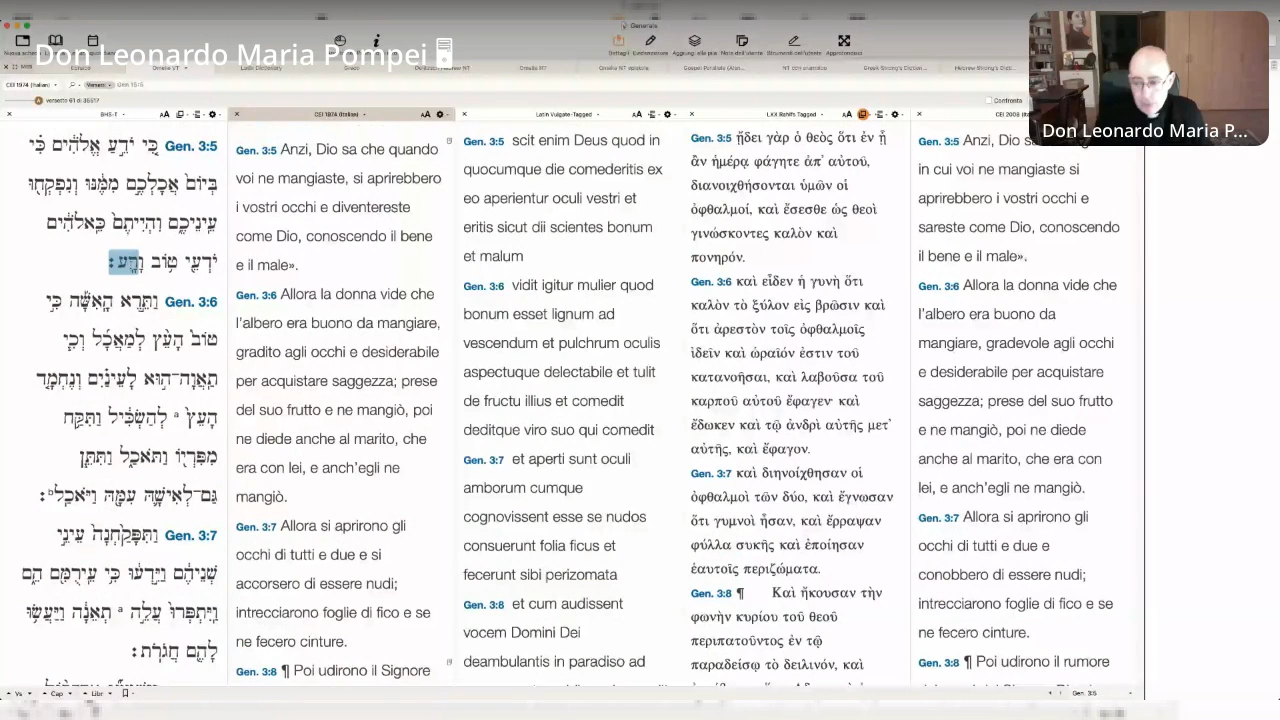 Generale
Don Leonardo Maria Pompei
Don Leonardo Maria P...
CEI 1974 (Italian)
Versetti
Gen 15:5
Confronta
BHS-T
CEI 1974 (Italian)
Latin Vulgate-Tagged
LXX Rahlfs Tagged
CEI 2008 (Italian)
Gen. 3:5 כִּ֚י יֹדֵ֣עַ אֱלֹהִ֔ים כִּ֗י
בְּיוֹם֙ אֲכָלְכֶ֣ם מִמֶּ֔נּוּ וְנִפְקְח֖וּ
עֵֽינֵיכֶ֑ם וִהְיִיתֶם֙ כֵּֽאלֹהִ֔ים
יֹדְעֵ֖י ט֥וֹב וָרָֽע׃
Gen. 3:6 וַתֵּ֣רֶא הָֽאִשָּׁ֡ה כִּ֣י
טוֹב֩ הָעֵ֨ץ לְמַאֲכָ֜ל וְכִ֧י
תַֽאֲוָה־ה֣וּא לָעֵינַ֗יִם וְנֶחְמָ֤ד
הָעֵץ֙ ᵃ לְהַשְׂכִּ֔יל וַתִּקַּ֥ח
מִפִּרְי֖וֹ וַתֹּאכַ֑ל וַתִּתֵּ֧ן
גַּם־לְאִישָׁ֛הּ עִמָּ֖הּ וַיֹּאכַֽלᵇ׃
Gen. 3:7 וַתִּפָּקַ֙חְנָה֙ עֵינֵ֣י
שְׁנֵיהֶ֔ם וַיֵּ֣דְע֔וּ כִּ֥י עֵֽירֻמִּ֖ם הֵ֑ם
וַֽיִּתְפְּרוּ֙ עֲלֵ֣ה ᵃ תְאֵנָ֔ה וַיַּעֲשׂ֥וּ
לָהֶ֖ם חֲגֹרֹֽת׃
Gen. 3:5 Anzi, Dio sa che quando
voi ne mangiaste, si aprirebbero
i vostri occhi e diventereste
come Dio, conoscendo il bene
e il male».
Gen. 3:6 Allora la donna vide che
l'albero era buono da mangiare,
gradito agli occhi e desiderabile
per acquistare saggezza; prese
del suo frutto e ne mangiò, poi
ne diede anche al marito, che
era con lei, e anch'egli ne
mangiò.
Gen. 3:7 Allora si aprirono gli
occhi di tutti e due e si
accorsero di essere nudi;
intrecciarono foglie di fico e se
ne fecero cinture.
Gen. 3:8 ¶ Poi udirono il Signore
Gen. 3:5 scit enim Deus quod in
quocumque die comederitis ex
eo aperientur oculi vestri et
eritis sicut dii scientes bonum
et malum
Gen. 3:6 vidit igitur mulier quod
bonum esset lignum ad
vescendum et pulchrum oculis
aspectuque delectabile et tulit
de fructu illius et comedit
deditque viro suo qui comedit
Gen. 3:7 et aperti sunt oculi
amborum cumque
cognovissent esse se nudos
consuerunt folia ficus et
fecerunt sibi perizomata
Gen. 3:8 et cum audissent
vocem Domini Dei
deambulantis in paradiso ad
Gen. 3:5 ᾔδει γὰρ ὁ θεὸς ὅτι ἐν ᾗ
ἂν ἡμέρᾳ φάγητε ἀπ' αὐτοῦ,
διανοιχθήσονται ὑμῶν οἱ
ὀφθαλμοί, καὶ ἔσεσθε ὡς θεοὶ
γινώσκοντες καλὸν καὶ
πονηρόν.
Gen. 3:6 καὶ εἶδεν ἡ γυνὴ ὅτι
καλὸν τὸ ξύλον εἰς βρῶσιν καὶ
ὅτι ἀρεστὸν τοῖς ὀφθαλμοῖς
ἰδεῖν καὶ ὡραῖόν ἐστιν τοῦ
κατανοῆσαι, καὶ λαβοῦσα τοῦ
καρποῦ αὐτοῦ ἔφαγεν· καὶ
ἔδωκεν καὶ τῷ ἀνδρὶ αὐτῆς μετ'
αὐτῆς, καὶ ἔφαγον.
Gen. 3:7 καὶ διηνοίχθησαν οἱ
ὀφθαλμοὶ τῶν δύο, καὶ ἔγνωσαν
ὅτι γυμνοὶ ἦσαν, καὶ ἔρραψαν
φύλλα συκῆς καὶ ἐποίησαν
ἑαυτοῖς περιζώματα.
Gen. 3:8 ¶ Καὶ ἤκουσαν τὴν
φωνὴν κυρίου τοῦ θεοῦ
περιπατοῦντος ἐν τῷ
παραδείσῳ τὸ δειλινόν, καὶ
Gen. 3:5 Anzi, Dio
in cui voi ne mangiaste si
aprirebbero i vostri occhi e
sareste come Dio, conoscendo
il bene e il male».
Gen. 3:6 Allora la donna vide che
l'albero era buono da
mangiare, gradevole agli occhi
e desiderabile per acquistare
saggezza; prese del suo frutto
e ne mangiò, poi ne diede
anche al marito, che era con
lei, e anch'egli ne mangiò.
Gen. 3:7 Allora si aprirono gli
occhi di tutti e due e
conobbero di essere nudi;
intrecciarono foglie di fico e se
ne fecero cinture.
Gen. 3:8 ¶ Poi udirono il rumore
Vs
Cap
Libr
Gen. 3:5